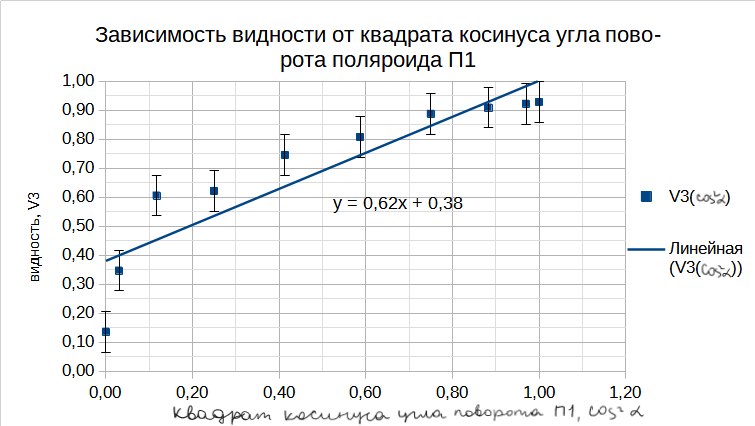 Зависимость видности от квадрата косинуса угла пово-
рота поляроида П1
1,00
0,90
0,80
0,70
0,60
0,50
0,40
0,30
0,20
0,10
0,00
видность, V3
y = 0,62x + 0,38
V3(cos²α)
Линейная
(V3(cos²α))
0,00 0,20 0,40 0,60 0,80 1,00 1,20
квадрат косинуса угла поворота П1, cos²α